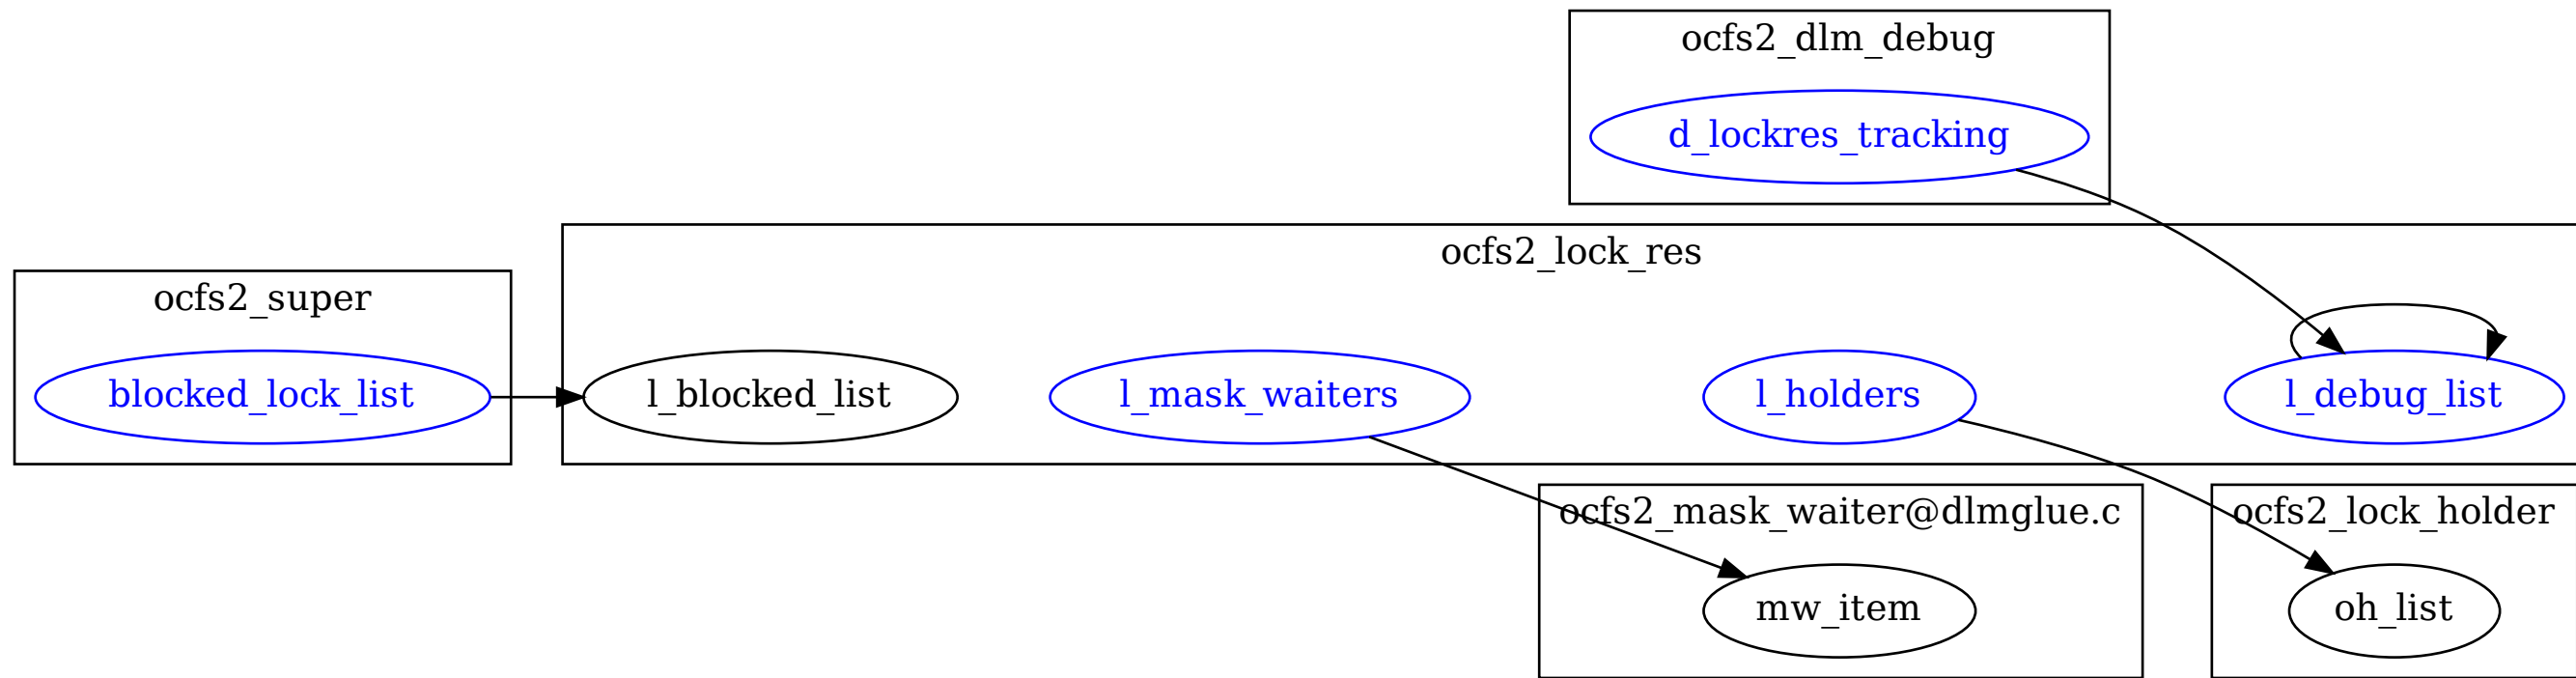 ocfs2_dlm_debug
d_lockres_tracking
ocfs2_lock_res
ocfs2_super
blocked_lock_list
l_blocked_list
l_mask_waiters
l_holders
l_debug_list
ocfs2_mask_waiter@dlmglue.c
ocfs2_lock_holder
mw_item
oh_list